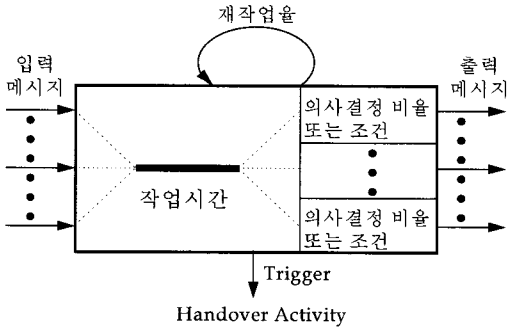 재작업율
입력
메시지
출력
메시지
의사결정 비율
또는 조건
작업시간
의사결정 비율
또는 조건
Trigger
Handover Activity